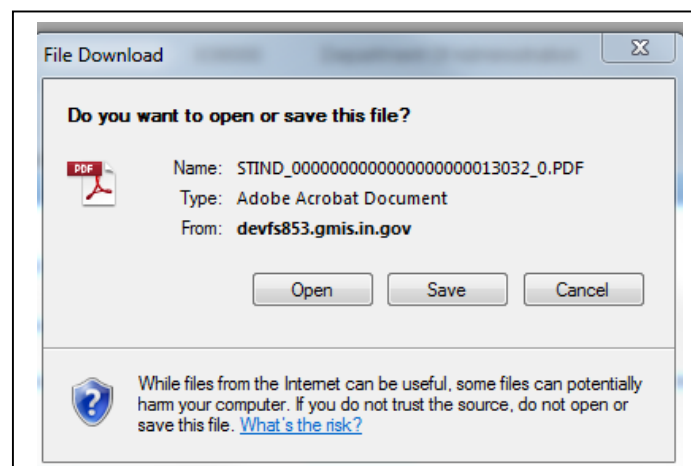 File Download
Do you want to open or save this file?
PDF
Name: STIND_0000000000000000000013032_0.PDF
Type: Adobe Acrobat Document
From: devfs853.gmis.in.gov
Open Save Cancel
While files from the Internet can be useful, some files can potentially
harm your computer. If you do not trust the source, do not open or
save this file. What's the risk?